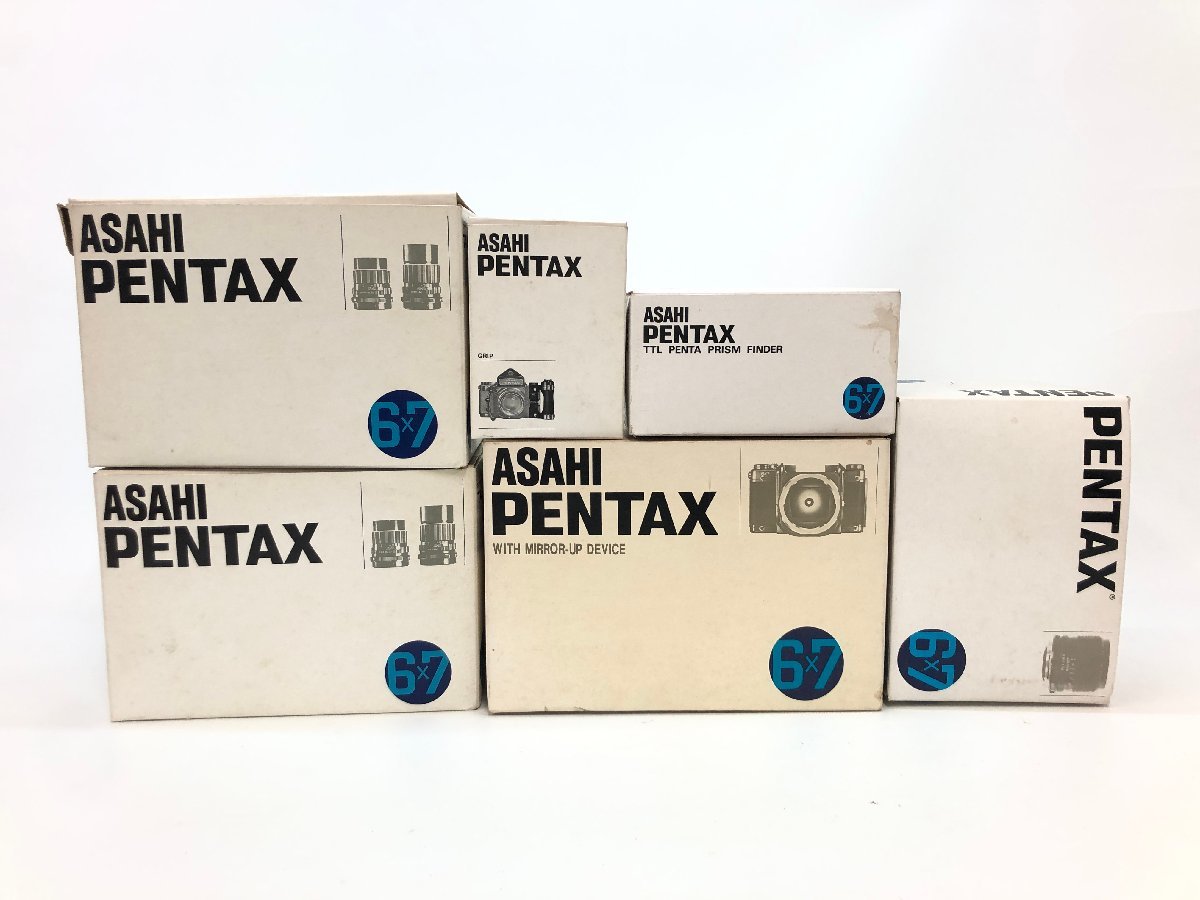 ASAHI
PENTAX
6x7
ASAHI
PENTAX
GRIP
ASAHI
PENTAX
TTL PENTA PRISM FINDER
6x7
ASAHI
PENTAX
6x7
ASAHI
PENTAX
WITH MIRROR-UP DEVICE
6x7
PENTAX
PENTAX®
6x7